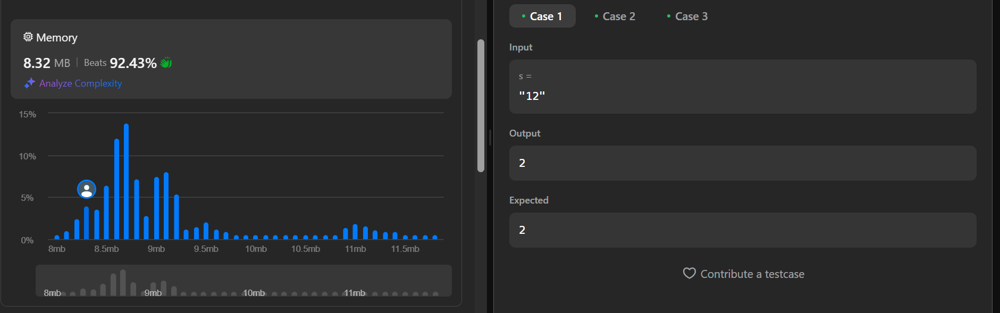 Memory
8.32 MB | Beats 92.43%
Analyze Complexity
15%
10%
5%
0%
8mb 8.5mb 9mb 9.5mb 10mb 10.5mb 11mb 11.5mb
8mb 9mb 10mb 11mb
Case 1 Case 2 Case 3
Input
s =
"12"
Output
2
Expected
2
Contribute a testcase